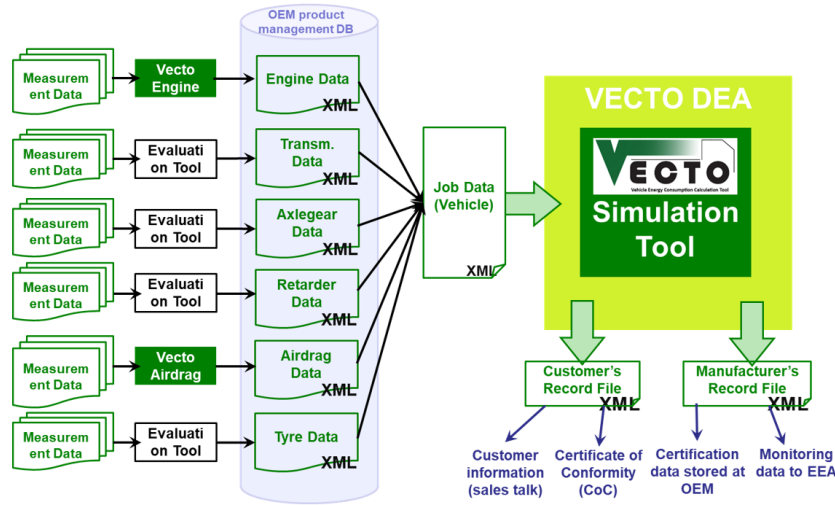 OEM product
management DB
Measurem
ent Data
Vecto
Engine
Engine Data
XML
Measurem
ent Data
Evaluati
on Tool
Transm.
Data
XML
Measurem
ent Data
Evaluati
on Tool
Axlegear
Data
XML
Measurem
ent Data
Evaluati
on Tool
Retarder
Data
XML
Measurem
ent Data
Vecto
Airdrag
Airdrag Data
XML
Measurem
ent Data
Evaluati
on Tool
Tyre Data
XML
Job Data
(Vehicle)
XML
VECTO DEA
VECTO
Vehicle Energy Consumption Calculation Tool
Simulation
Tool
Customer's
Record File
XML
Manufacturer's
Record File
XML
Customer
information
(sales talk)
Certificate of
Conformity
(CoC)
Certification
data stored at
OEM
Monitoring
data to EEA